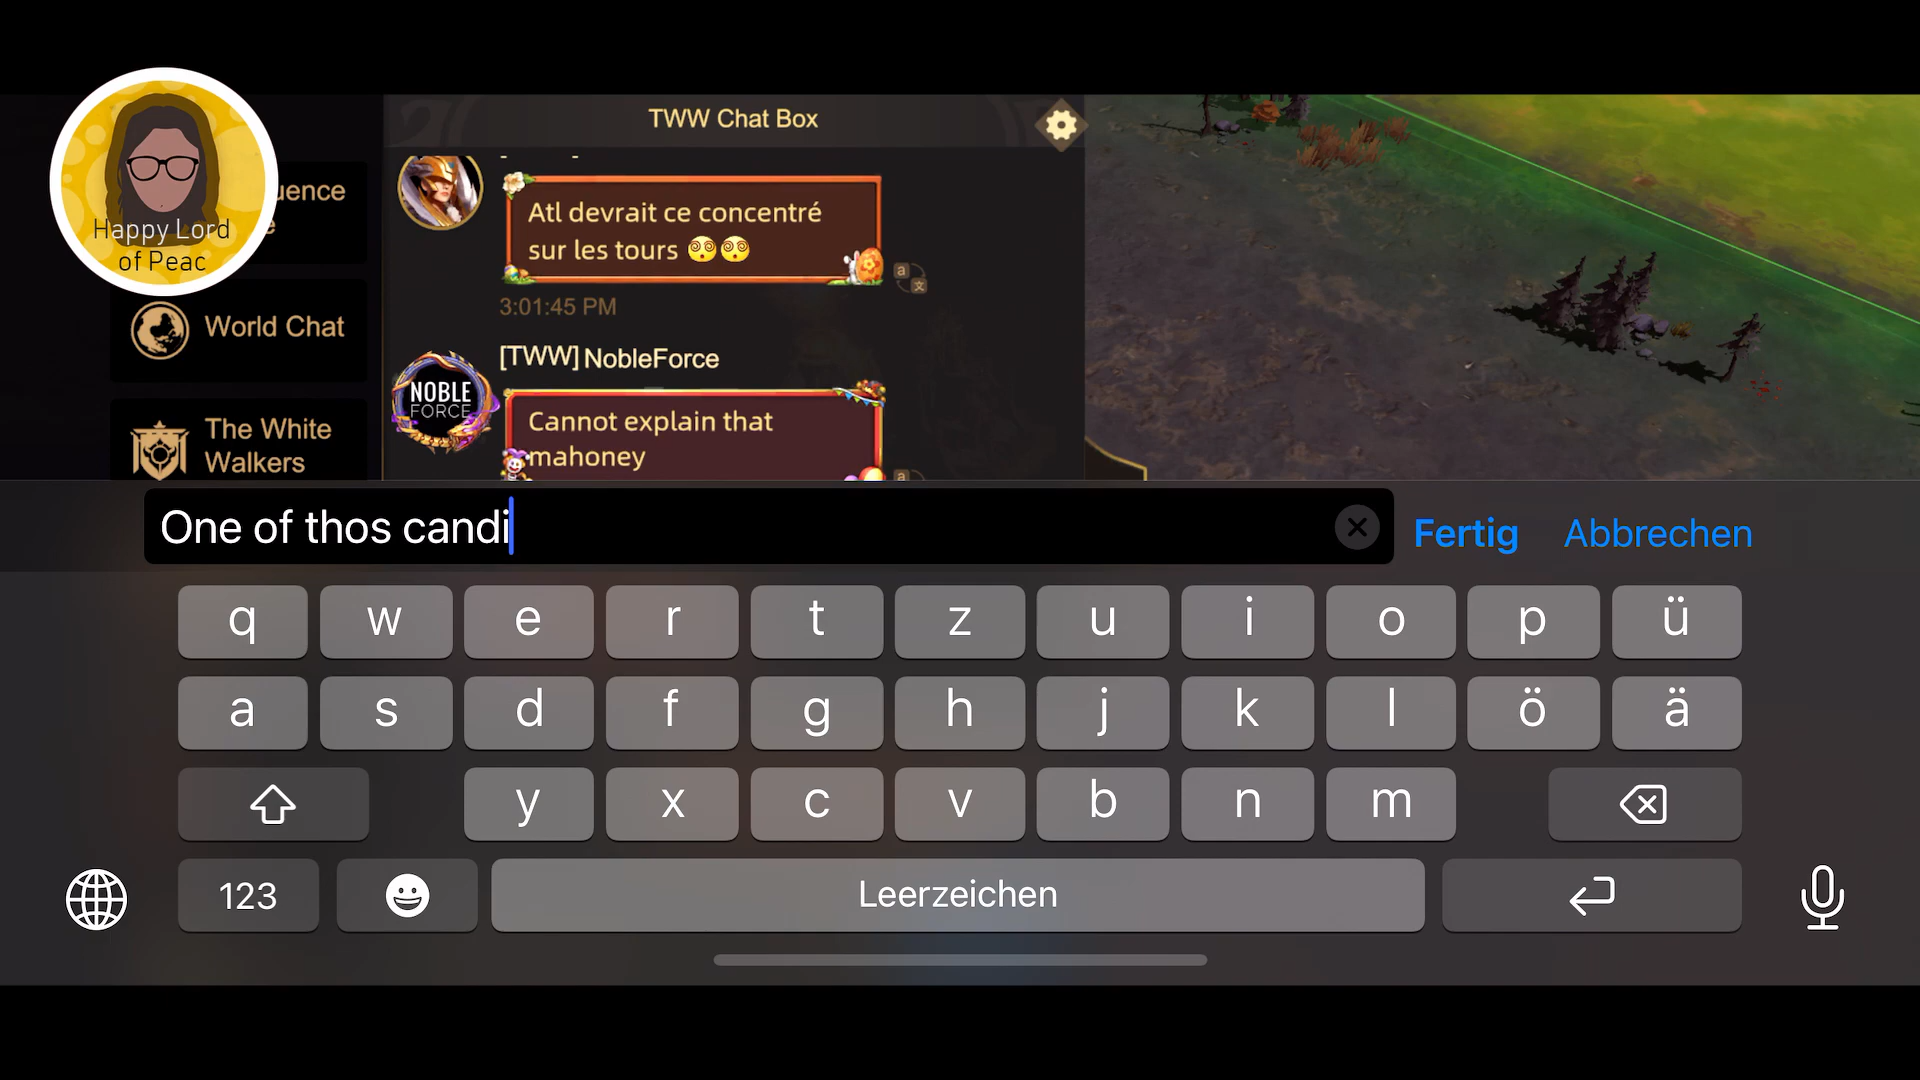 TWW Chat Box
Happy Lord
of Peac
uence
e
World Chat
The White
Walkers
Atl devrait ce concentré
sur les tours 😵‍💫😵‍💫
3:01:45 PM
[TWW] NobleForce
NOBLE
FORCE
Cannot explain that
mahoney
One of thos candi
Fertig
Abbrechen
q w e r t z u i o p ü
a s d f g h j k l ö ä
y x c v b n m
123
Leerzeichen